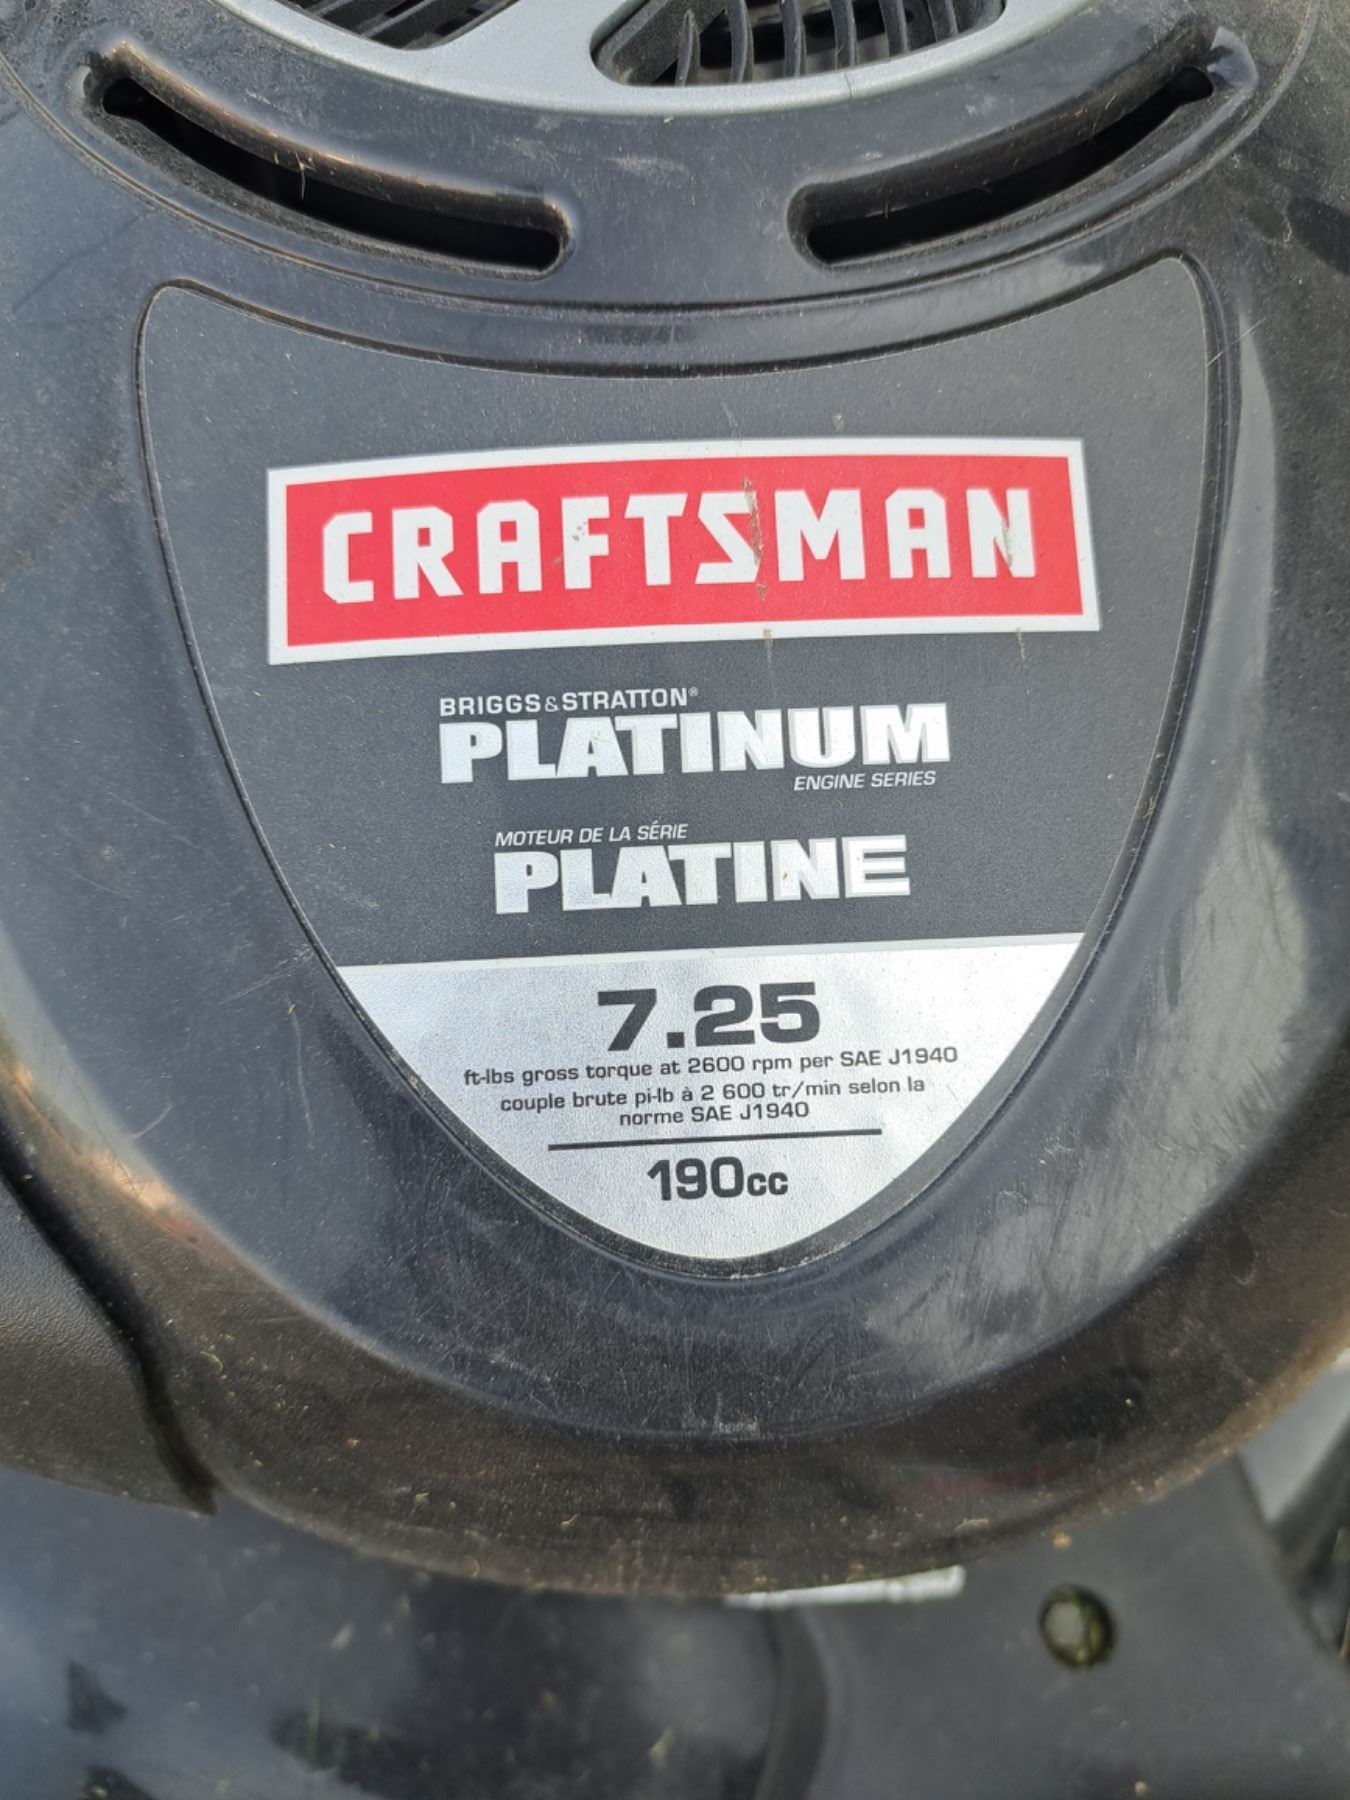 CRAFTSMAN
BRIGGS & STRATTON®
PLATINUM
ENGINE SERIES
MOTEUR DE LA SÉRIE
PLATINE
7.25
ft-lbs gross torque at 2600 rpm per SAE J1940
couple brute pi-lb à 2 600 tr/min selon la
norme SAE J1940
190cc